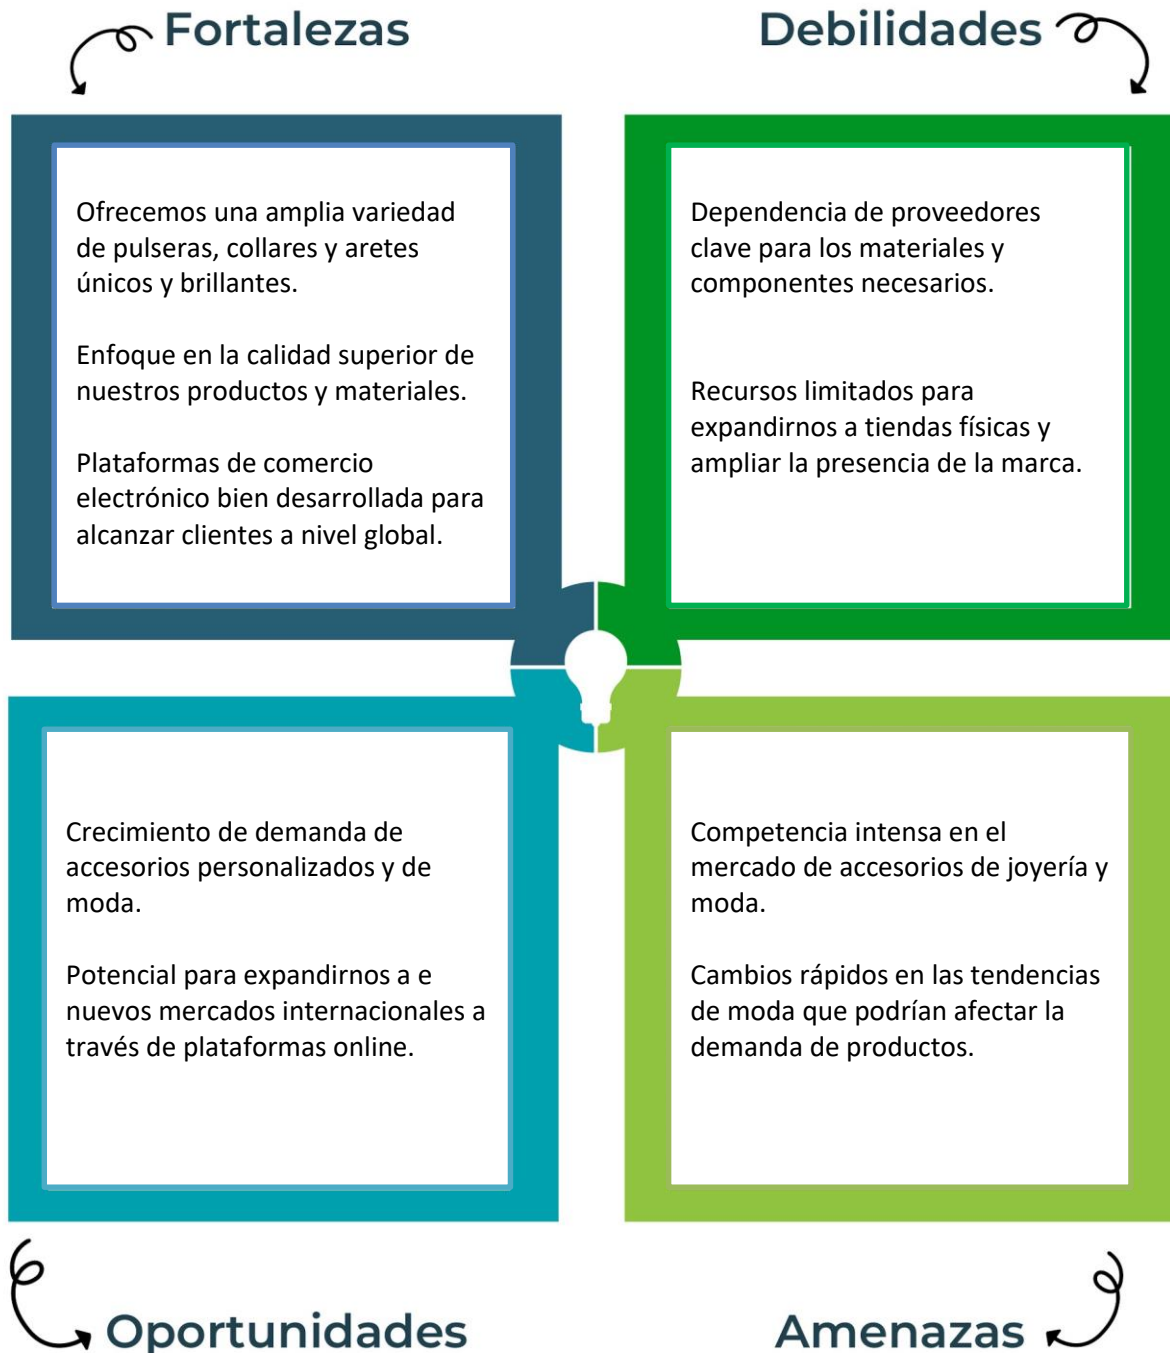 Fortalezas
Ofrecemos una amplia variedad
de pulseras, collares y aretes
únicos y brillantes.
Enfoque en la calidad superior de
nuestros productos y materiales.
Plataformas de comercio
electrónico bien desarrollada para
alcanzar clientes a nivel global.
Debilidades
Dependencia de proveedores
clave para los materiales y
componentes necesarios.
Recursos limitados para
expandirnos a tiendas físicas y
ampliar la presencia de la marca.
Crecimiento de demanda de
accesorios personalizados y de
moda.
Potencial para expandirnos a e
nuevos mercados internacionales a
través de plataformas online.
Oportunidades
Competencia intensa en el
mercado de accesorios de joyería y
moda.
Cambios rápidos en las tendencias
de moda que podrían afectar la
demanda de productos.
Amenazas